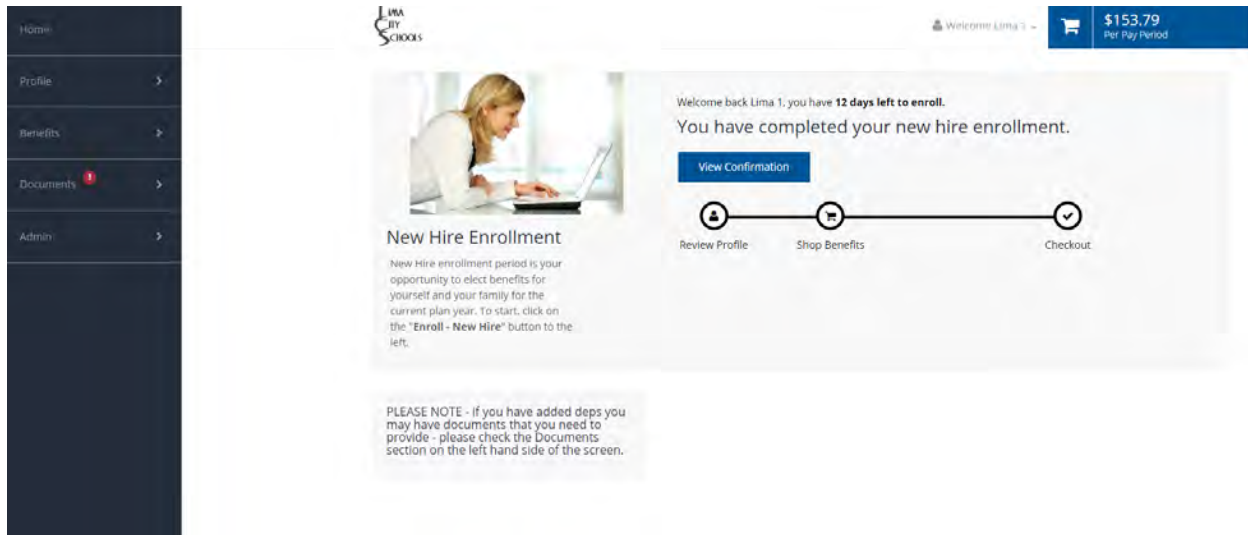 Home
Profile
Benefits
Documents
Admin
LIMA
CITY
SCHOOLS
Welcome Lima 1
$153.79
Per Pay Period
Welcome back Lima 1, you have 12 days left to enroll.
You have completed your new hire enrollment.
View Confirmation
Review Profile
Shop Benefits
Checkout
New Hire Enrollment
New Hire enrollment period is your
opportunity to elect benefits for
yourself and your family for the
current plan year. To start, click on
the "Enroll - New Hire" button to the
left.
PLEASE NOTE - if you have added deps you
may have documents that you need to
provide - please check the Documents
section on the left hand side of the screen.